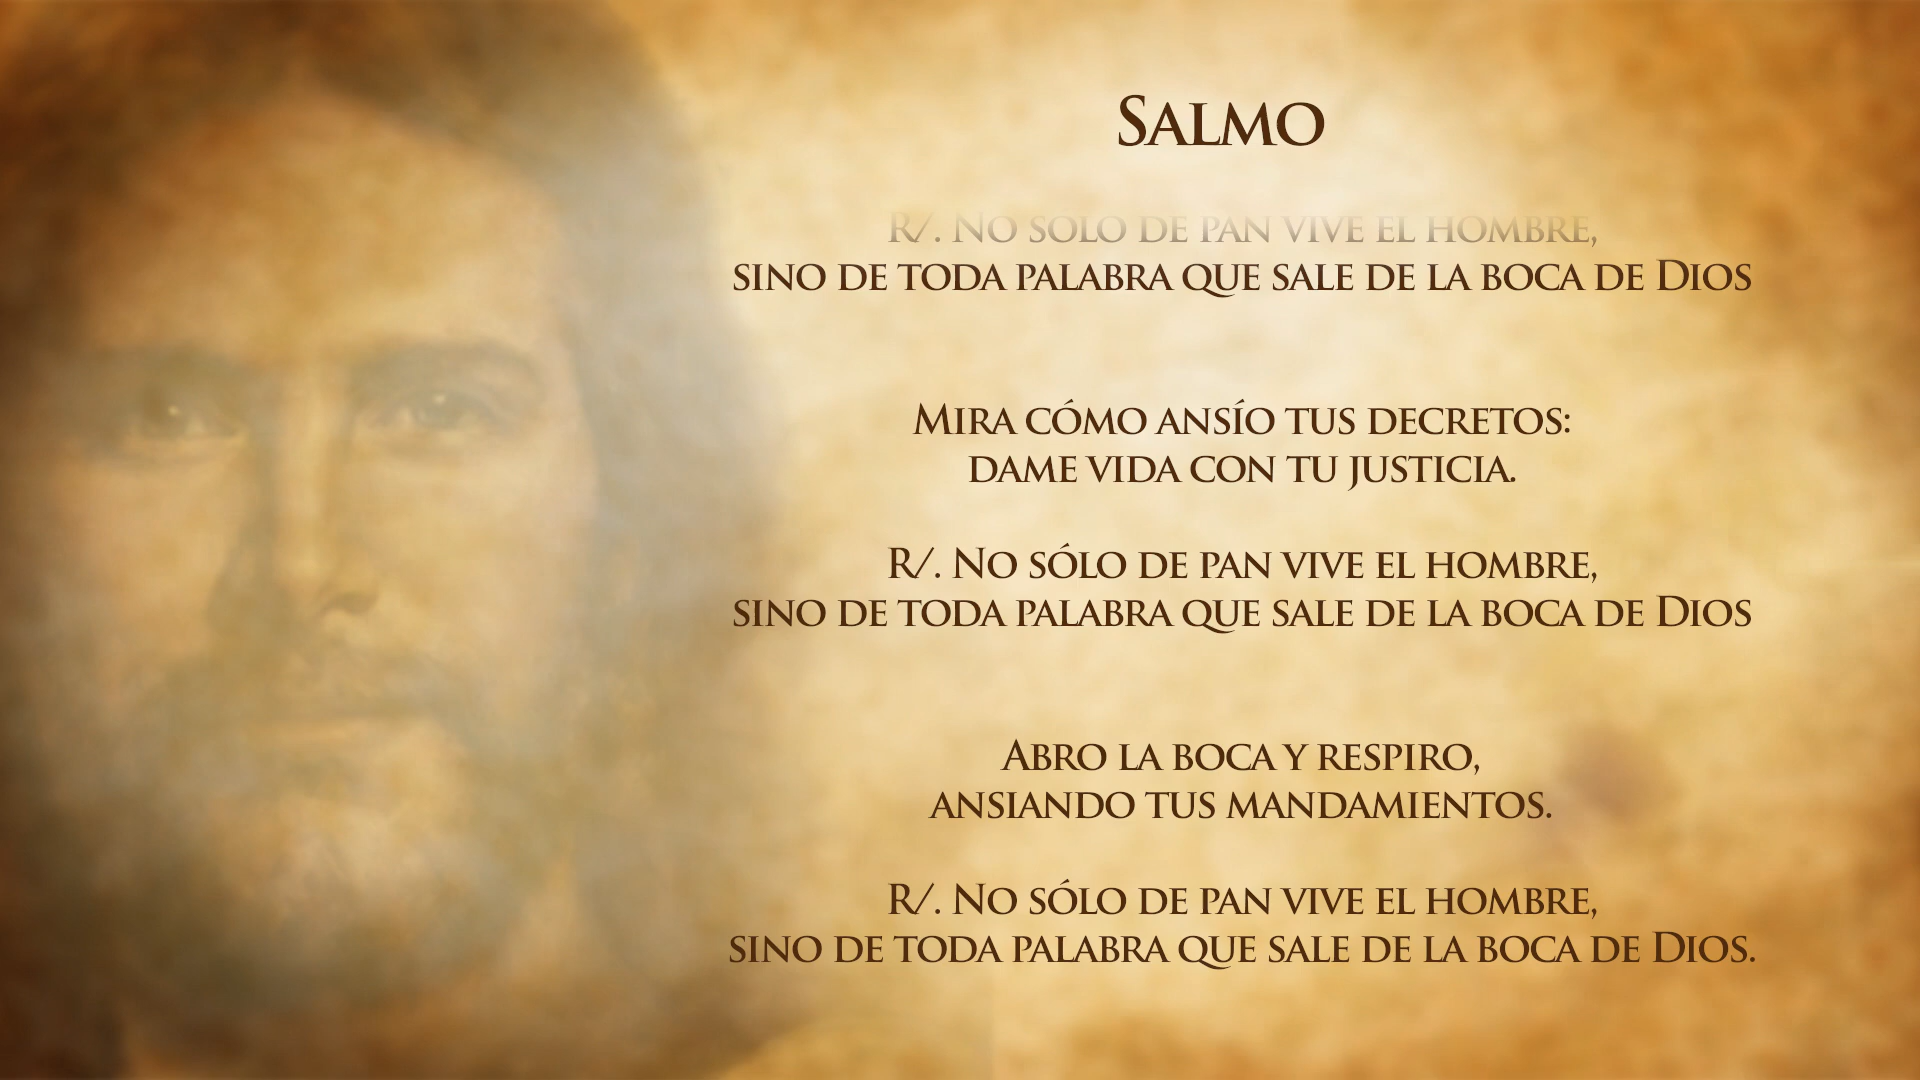 Salmo
R/. No solo de pan vive el hombre,
sino de toda palabra que sale de la boca de Dios
Mira cómo ansío tus decretos:
dame vida con tu justicia.
R/. No sólo de pan vive el hombre,
sino de toda palabra que sale de la boca de Dios
Abro la boca y respiro,
ansiando tus mandamientos.
R/. No sólo de pan vive el hombre,
sino de toda palabra que sale de la boca de Dios.